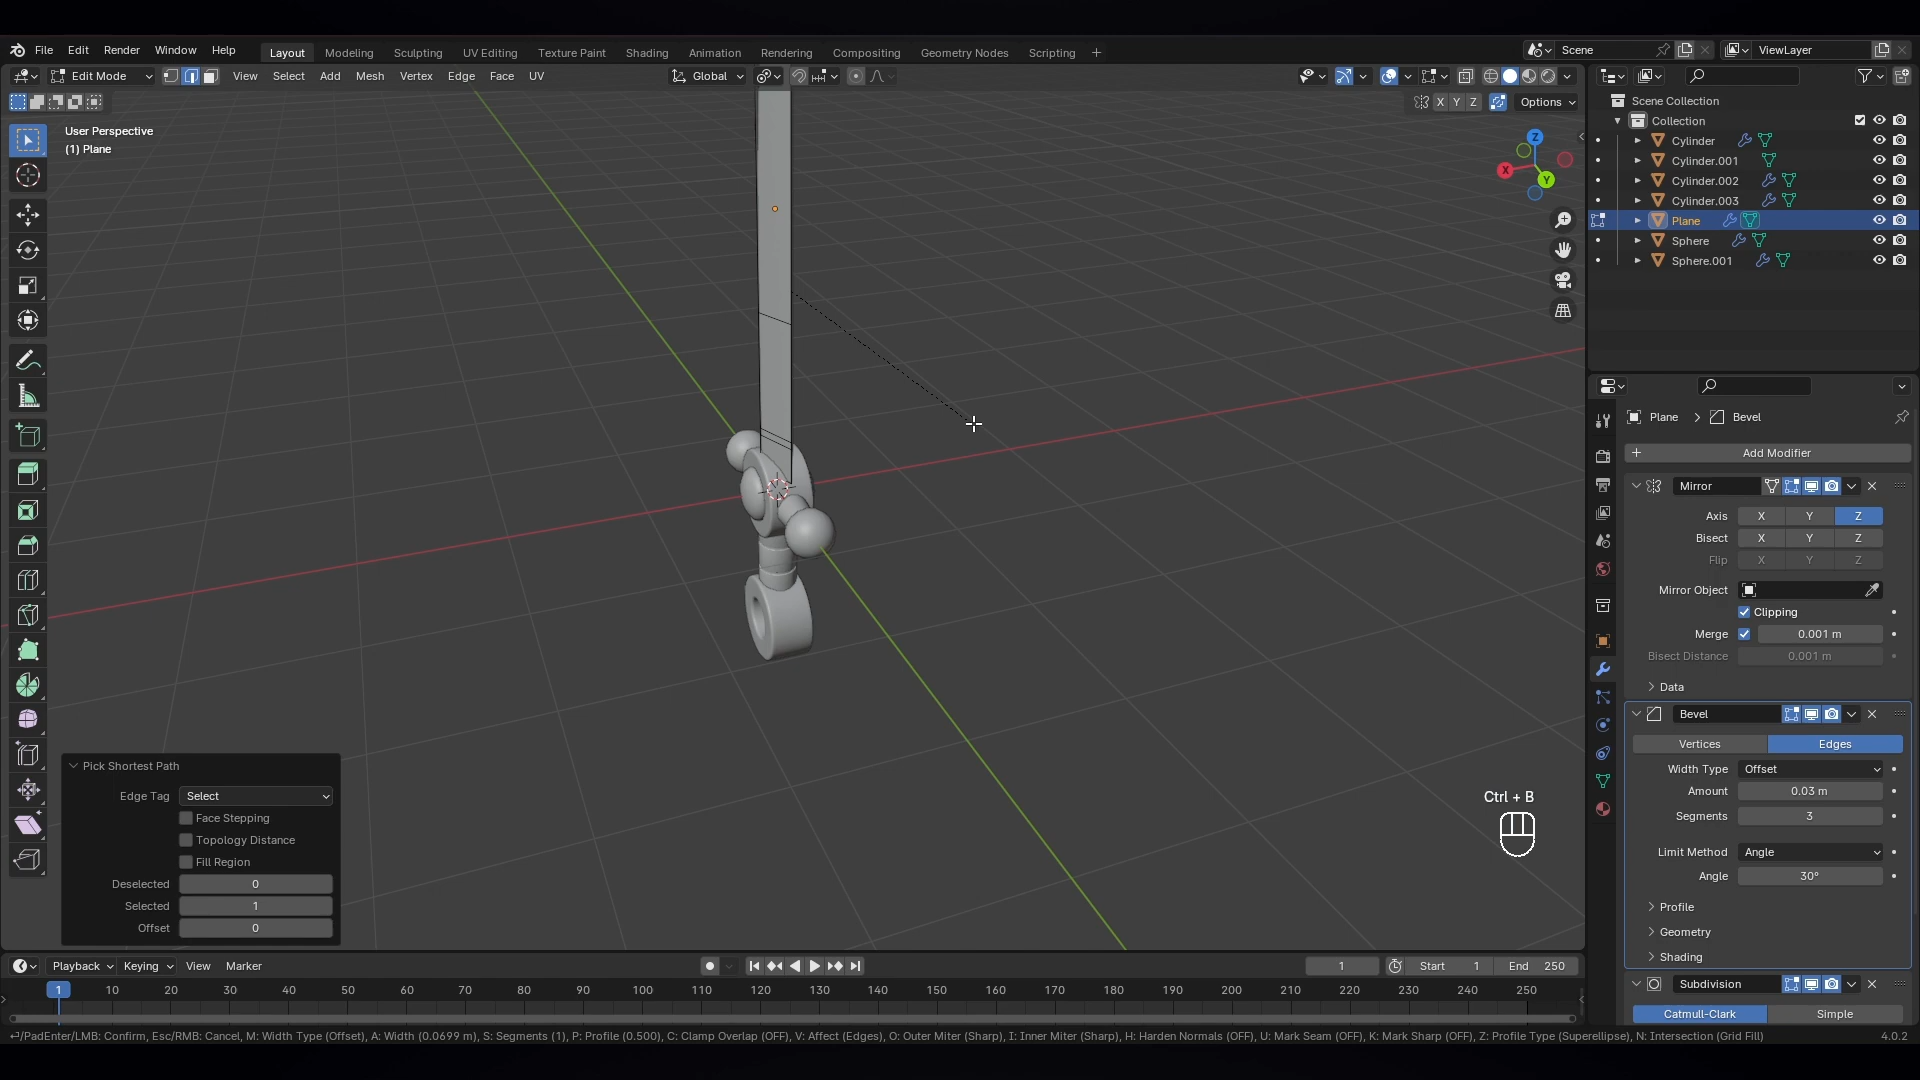 File Edit Render Window Help Layout Modeling Sculpting UV Editing Texture Paint Shading Animation Rendering Compositing Geometry Nodes Scripting + Scene ViewLayer
Edit Mode View Select Add Mesh Vertex Edge Face UV Global
X Y Z Options
User Perspective
(1) Plane
Z
X
Y
Scene Collection
Collection
Cylinder
Cylinder.001
Cylinder.002
Cylinder.003
Plane
Sphere
Sphere.001
Plane > Bevel
+ Add Modifier
Mirror
Axis X Y Z
Bisect X Y Z
Flip X Y Z
Mirror Object
Clipping
Merge 0.001 m
Bisect Distance 0.001 m
Data
Bevel
Vertices Edges
Width Type Offset
Amount 0.03 m
Segments 3
Limit Method Angle
Angle 30°
Profile
Geometry
Shading
Subdivision
Catmull-Clark Simple
Pick Shortest Path
Edge Tag Select
Face Stepping
Topology Distance
Fill Region
Deselected 0
Selected 1
Offset 0
Ctrl + B
Playback Keying View Marker 1 Start 1 End 250
1 10 20 30 40 50 60 70 80 90 100 110 120 130 140 150 160 170 180 190 200 210 220 230 240 250
↵/PadEnter/LMB: Confirm, Esc/RMB: Cancel, M: Width Type (Offset), A: Width (0.0699 m), S: Segments (1), P: Profile (0.500), C: Clamp Overlap (OFF), V: Affect (Edges), O: Outer Miter (Sharp), I: Inner Miter (Sharp), H: Harden Normals (OFF), U: Mark Seam (OFF), K: Mark Sharp (OFF), Z: Profile Type (Superellipse), N: Intersection (Grid Fill) 4.0.2